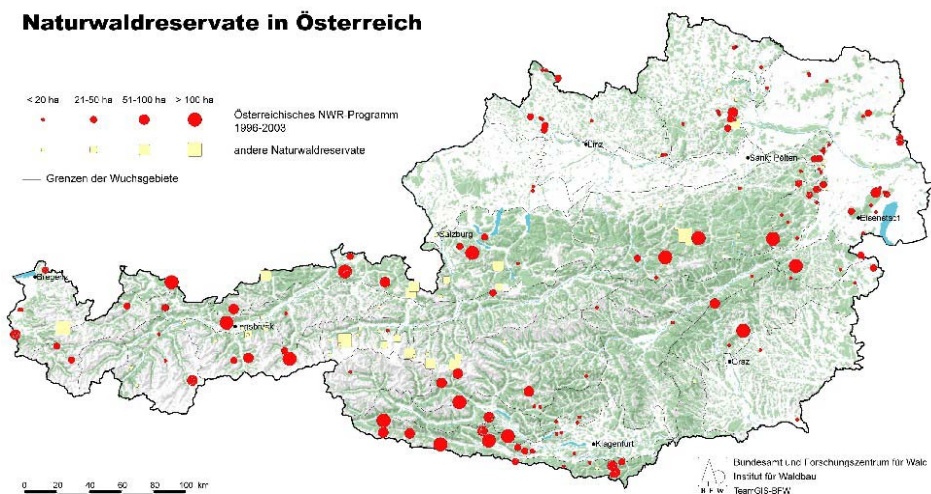 Naturwaldreservate in Österreich
< 20 ha 21-50 ha 51-100 ha > 100 ha
Österreichisches NWR-Programm
1996-2003
andere Naturwaldreservate
Grenzen der Wuchsgebiete
Linz
Sankt Pölten
Eisenstadt
Salzburg
Bregenz
Innsbruck
Graz
Klagenfurt
0 20 40 60 80 100 km
BFW
Bundesamt und Forschungszentrum für Wald
Institut für Waldbau
TeamGIS-BFW